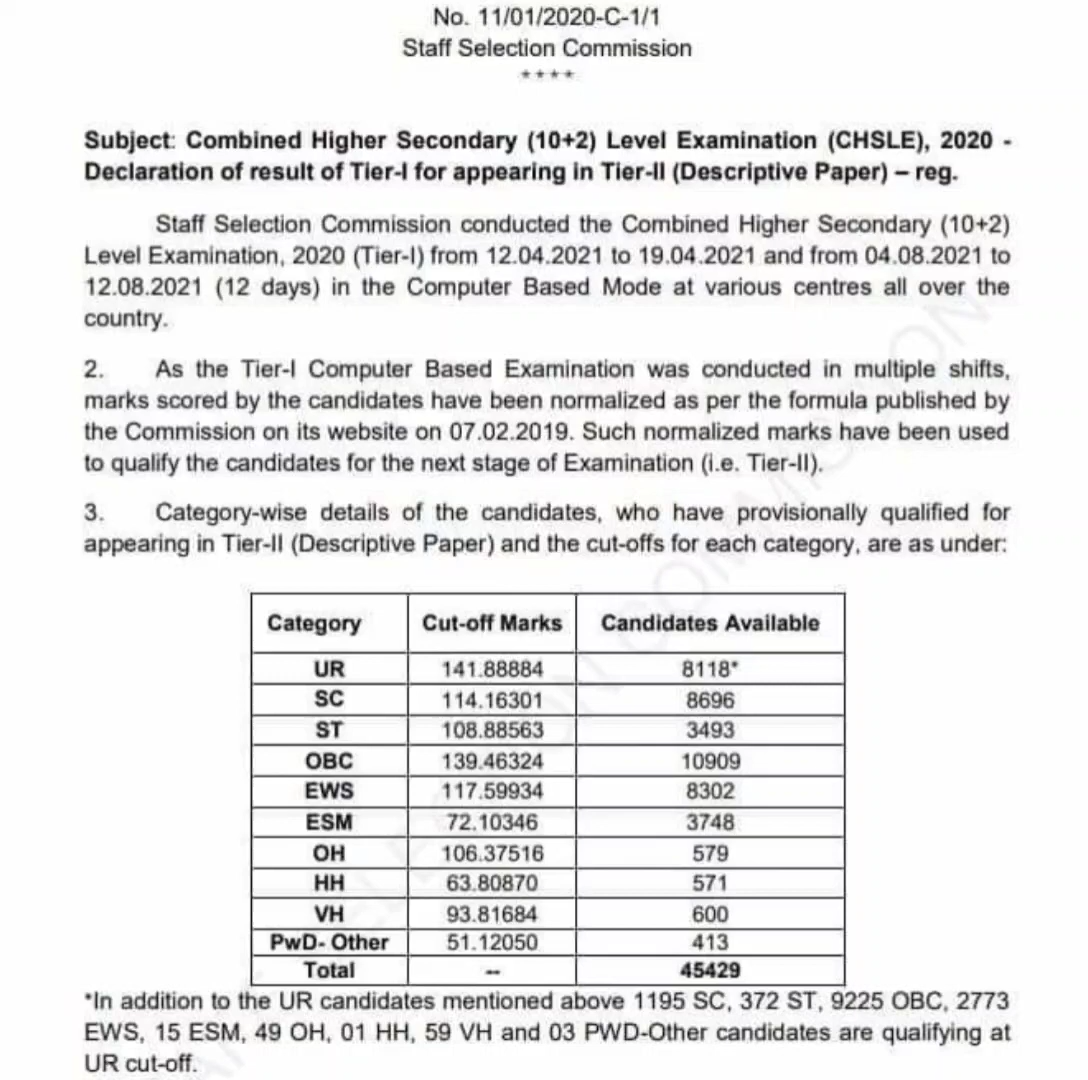 No. 11/01/2020-C-1/1
Staff Selection Commission
****
Subject: Combined Higher Secondary (10+2) Level Examination (CHSLE), 2020 -
Declaration of result of Tier-I for appearing in Tier-II (Descriptive Paper) – reg.
Staff Selection Commission conducted the Combined Higher Secondary (10+2)
Level Examination, 2020 (Tier-I) from 12.04.2021 to 19.04.2021 and from 04.08.2021 to
12.08.2021 (12 days) in the Computer Based Mode at various centres all over the
country.
2. As the Tier-I Computer Based Examination was conducted in multiple shifts,
marks scored by the candidates have been normalized as per the formula published by
the Commission on its website on 07.02.2019. Such normalized marks have been used
to qualify the candidates for the next stage of Examination (i.e. Tier-II).
3. Category-wise details of the candidates, who have provisionally qualified for
appearing in Tier-II (Descriptive Paper) and the cut-offs for each category, are as under:
Category Cut-off Marks Candidates Available
UR 141.88884 8118*
SC 114.16301 8696
ST 108.88563 3493
OBC 139.46324 10909
EWS 117.59934 8302
ESM 72.10346 3748
OH 106.37516 579
HH 63.80870 571
VH 93.81684 600
PwD- Other 51.12050 413
Total -- 45429
*In addition to the UR candidates mentioned above 1195 SC, 372 ST, 9225 OBC, 2773
EWS, 15 ESM, 49 OH, 01 HH, 59 VH and 03 PWD-Other candidates are qualifying at
UR cut-off.